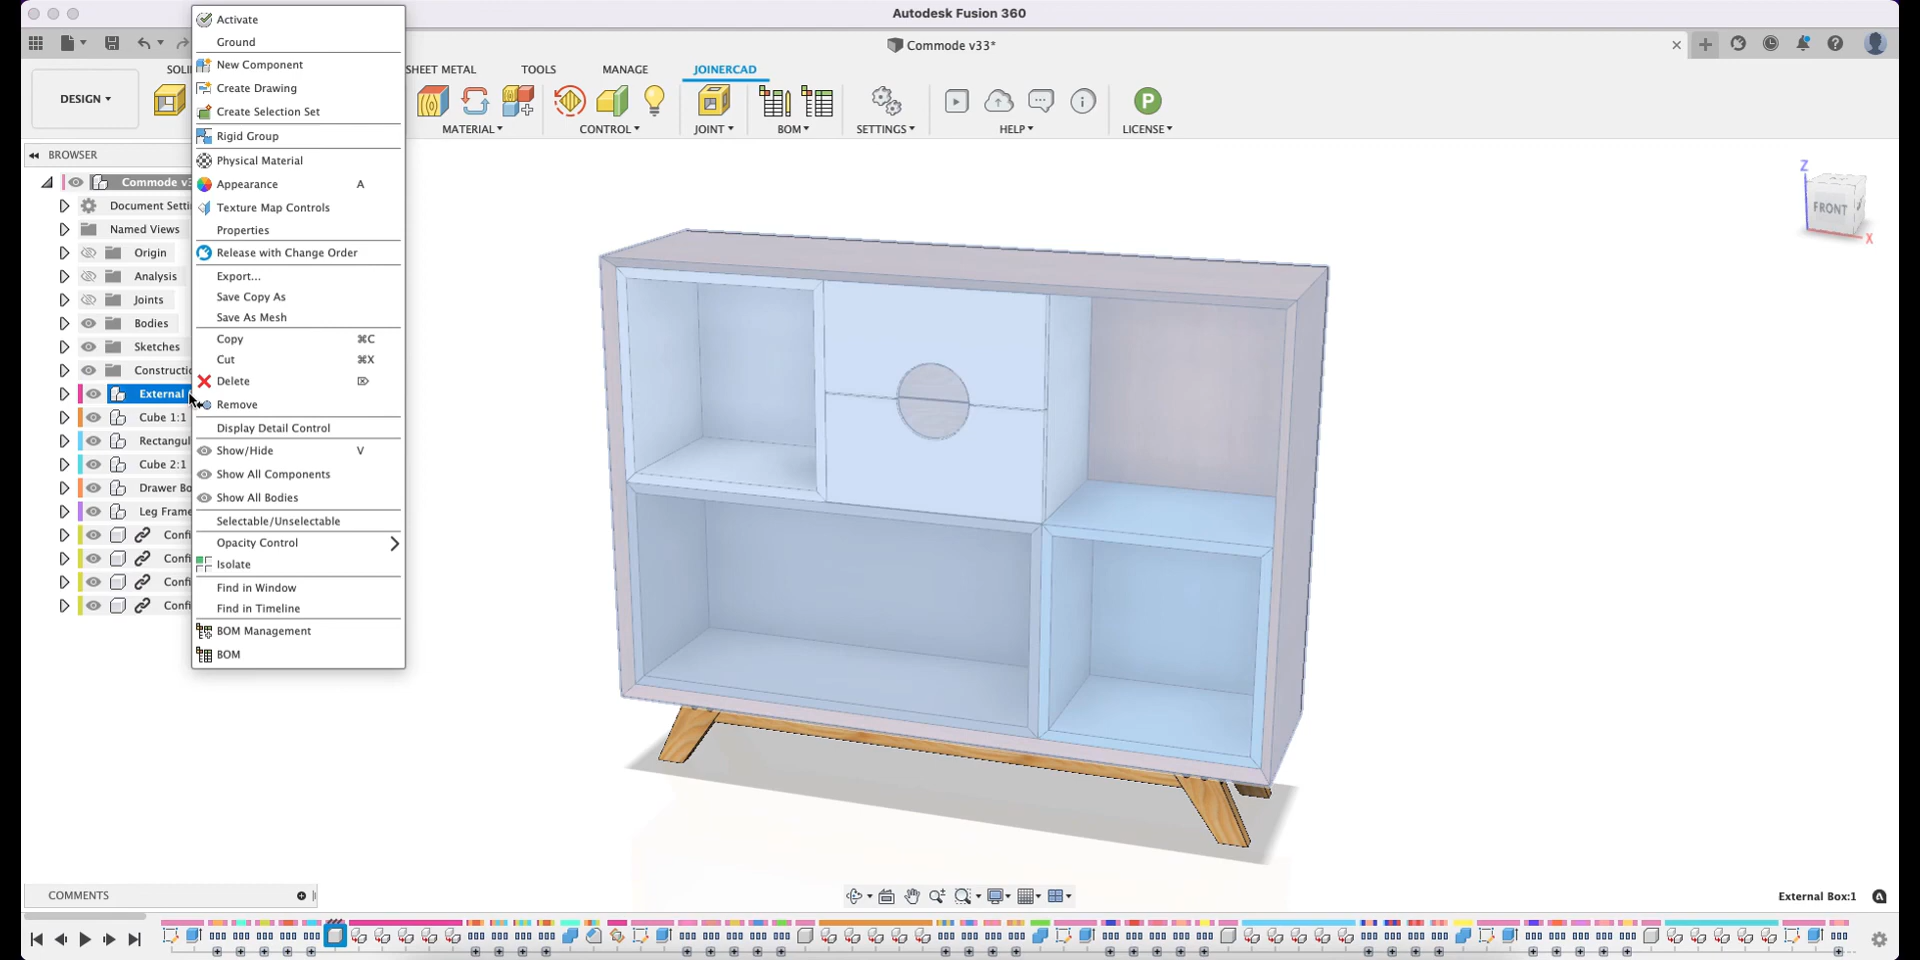 Autodesk Fusion 360
Commode v33*
SHEET METAL
TOOLS
MANAGE
JOINERCAD
DESIGN
MATERIAL
CONTROL
JOINT
BOM
SETTINGS
HELP
LICENSE
BROWSER
Document Setti
Named Views
Origin
Analysis
Joints
Bodies
Sketches
Constructio
External
Cube 1:1
Rectangul
Cube 2:1
Drawer Bo
Leg Frame
Confi
Confi
Confi
Confi
Activate
Ground
New Component
Create Drawing
Create Selection Set
Rigid Group
Physical Material
Appearance A
Texture Map Controls
Properties
Release with Change Order
Export...
Save Copy As
Save As Mesh
Copy ⌘C
Cut ⌘X
Delete ⌦
Remove
Display Detail Control
Show/Hide V
Show All Components
Show All Bodies
Selectable/Unselectable
Opacity Control
Isolate
Find in Window
Find in Timeline
BOM Management
BOM
Z
FRONT
X
COMMENTS
External Box:1